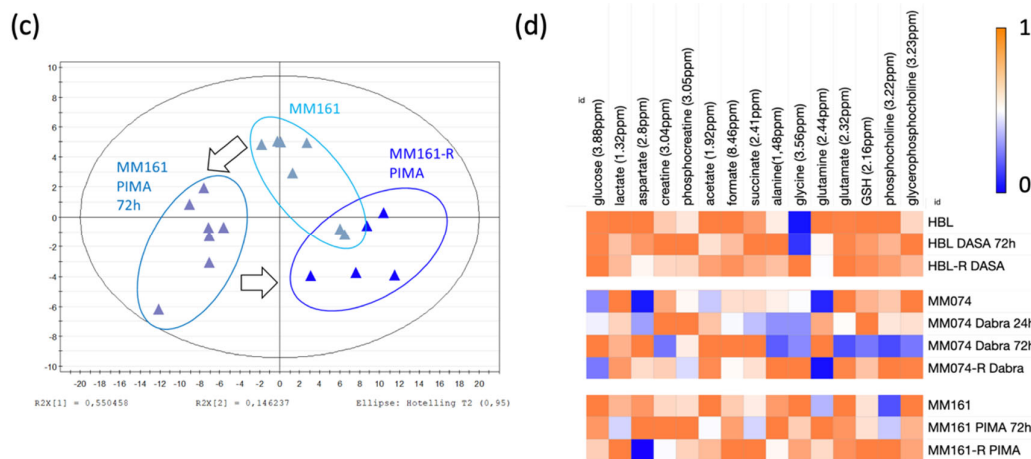 (c)
10
8
6
4
2
0
-2
-4
-6
-8
-10
-20 -18 -16 -14 -12 -10 -8 -6 -4 -2 0 2 4 6 8 10 12 14 16 18 20
MM161
MM161-R
PIMA
MM161
PIMA
72h
R2X[1] = 0,550458 R2X[2] = 0,146237 Ellipse: Hotelling T2 (0,95)
(d)
1
0
id
glucose (3.88ppm)
lactate (1.32ppm)
aspartate (2.8ppm)
creatine (3.04ppm)
phosphocreatine (3.05ppm)
acetate (1.92ppm)
formate (8.46ppm)
succinate (2.41ppm)
alanine(1,48ppm)
glycine (3.56ppm)
glutamine (2.44ppm)
glutamate (2.32ppm)
GSH (2.16ppm)
phosphocholine (3.22ppm)
glycerophosphocholine (3.23ppm)
id
HBL
HBL DASA 72h
HBL-R DASA
MM074
MM074 Dabra 24h
MM074 Dabra 72h
MM074-R Dabra
MM161
MM161 PIMA 72h
MM161-R PIMA